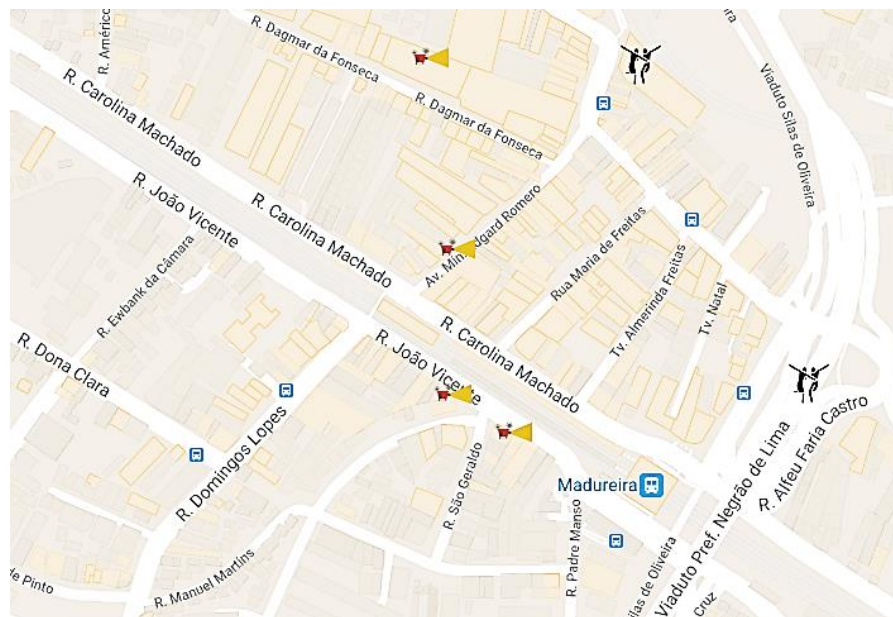 R. Américo
R. Dagmar da Fonseca
R. Carolina Machado
R. Dagmar da Fonseca
Viaduto Silas de Oliveira
R. João Vicente
R. Carolina Machado
Av. Min. Edgard Romero
Rua Maria de Freitas
R. Ewbank da Câmara
Tv. Almerinda Freitas
Tv. Natal
R. Dona Clara
R. João Vicente
R. Carolina Machado
R. Domingos Lopes
R. Alfeu Faria Castro
R. São Geraldo
Madureira
Viaduto Pref. Negrão de Lima
R. Padre Manso
R. Manuel Martins
de Pinto
Silas de Oliveira
Cruz